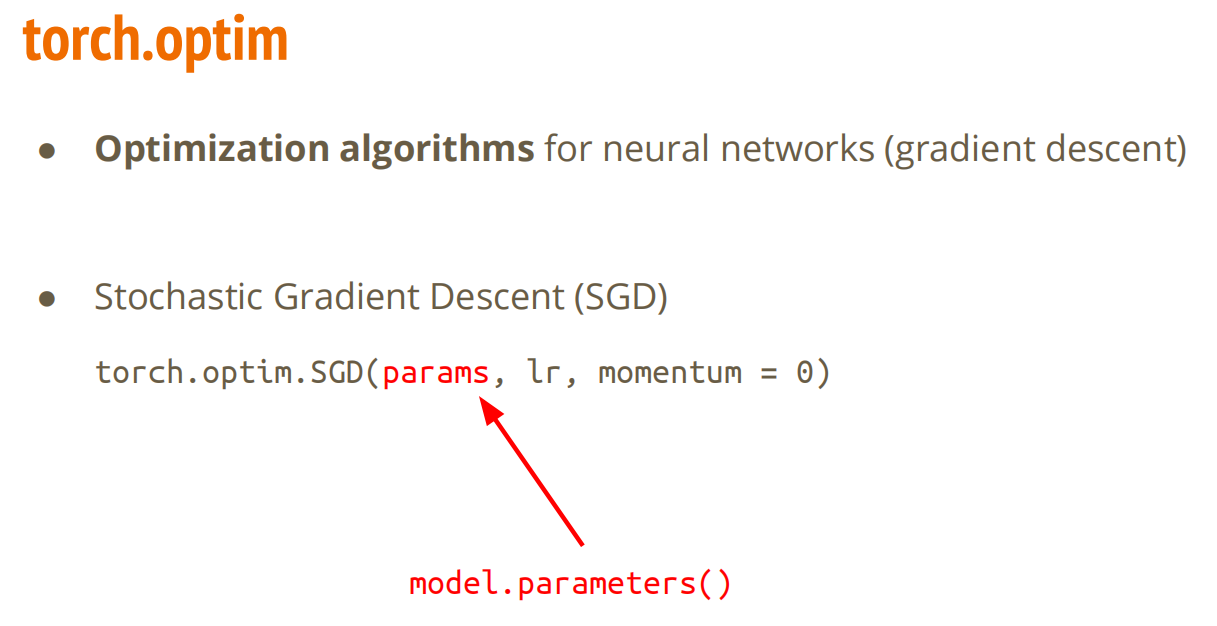 torch.optim
● Optimization algorithms for neural networks (gradient descent)
● Stochastic Gradient Descent (SGD)
torch.optim.SGD(params, lr, momentum = 0)
model.parameters()